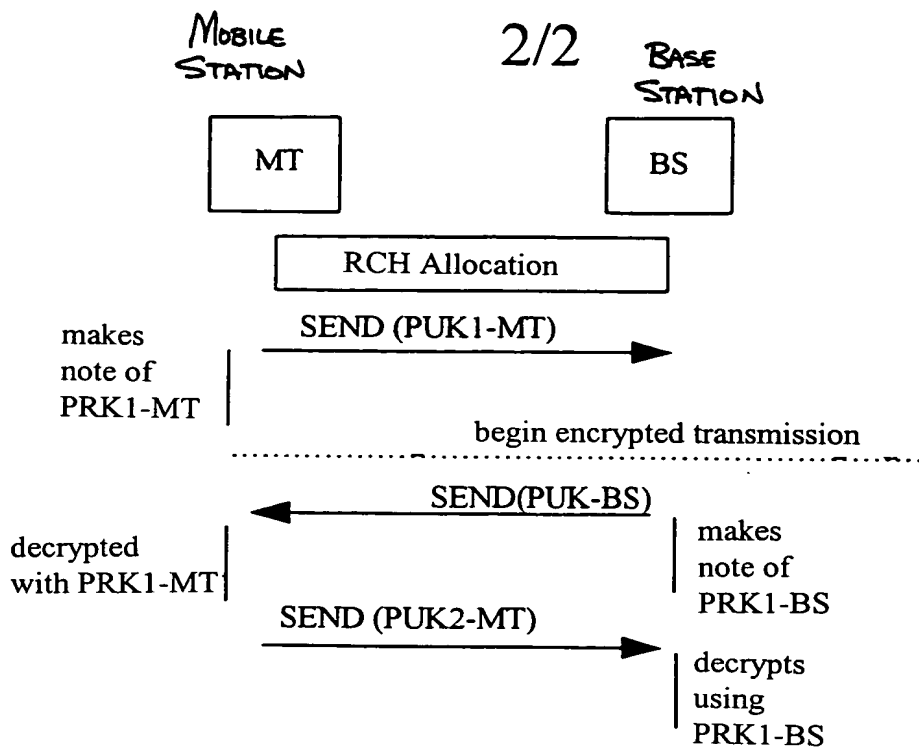 MOBILE
STATION
2/2
BASE
STATION
MT
BS
RCH Allocation
makes
note of
PRK1-MT
SEND (PUK1-MT)
begin encrypted transmission
SEND(PUK-BS)
decrypted
with PRK1-MT
makes
note of
PRK1-BS
SEND (PUK2-MT)
decrypts
using
PRK1-BS